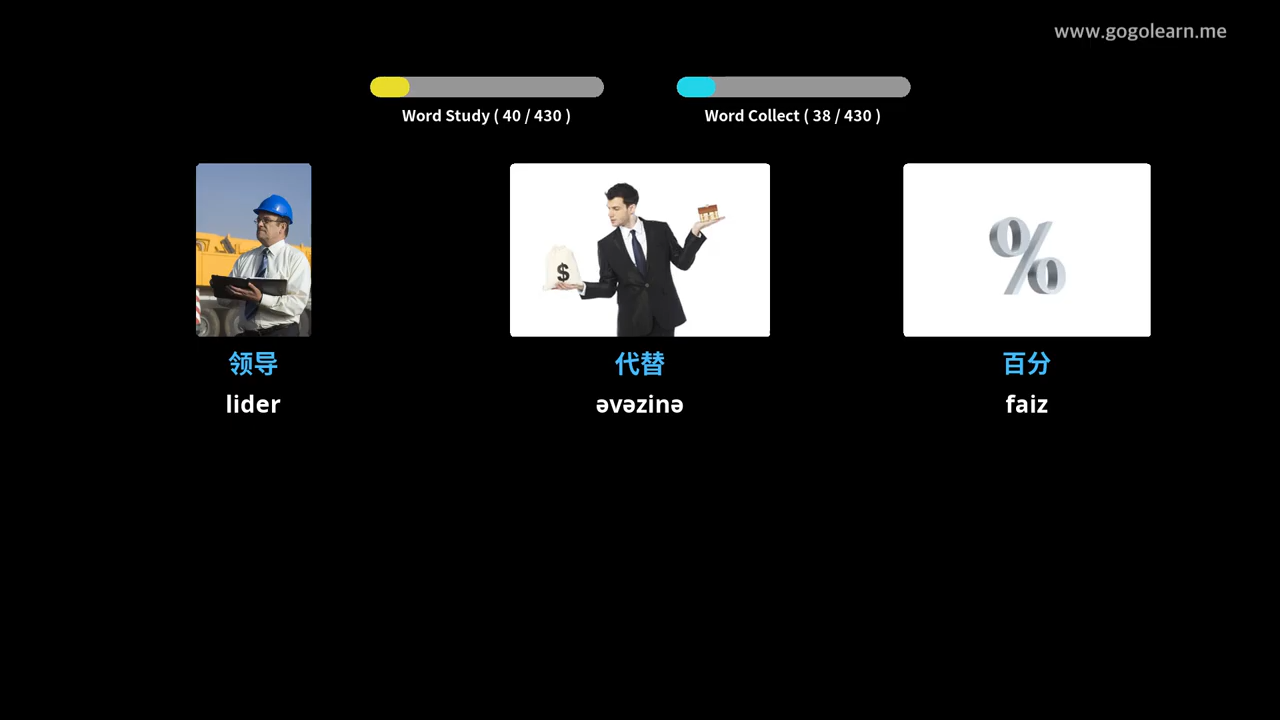 www.gogolearn.me
Word Study ( 40 / 430 )
Word Collect ( 38 / 430 )
$
%
领导
lider
代替
əvəzinə
百分
faiz